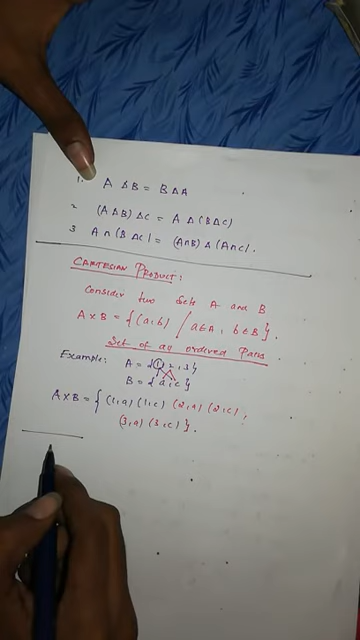 1. A Δ B = B Δ A
2 (A Δ B) Δ C = A Δ (B Δ C)
3 A ∩ (B Δ C) = (A ∩ B) Δ (A ∩ C).
CARTESIAN PRODUCT:
Consider two sets A and B
A x B = { (a, b) / a ∈ A, b ∈ B }.
Set of all ordered Pairs
Example: A = { 1, 2, 3 }
B = { a, c }
A x B = { (1, a) (1, c) (2, a) (2, c),
(3, a) (3, c) }.